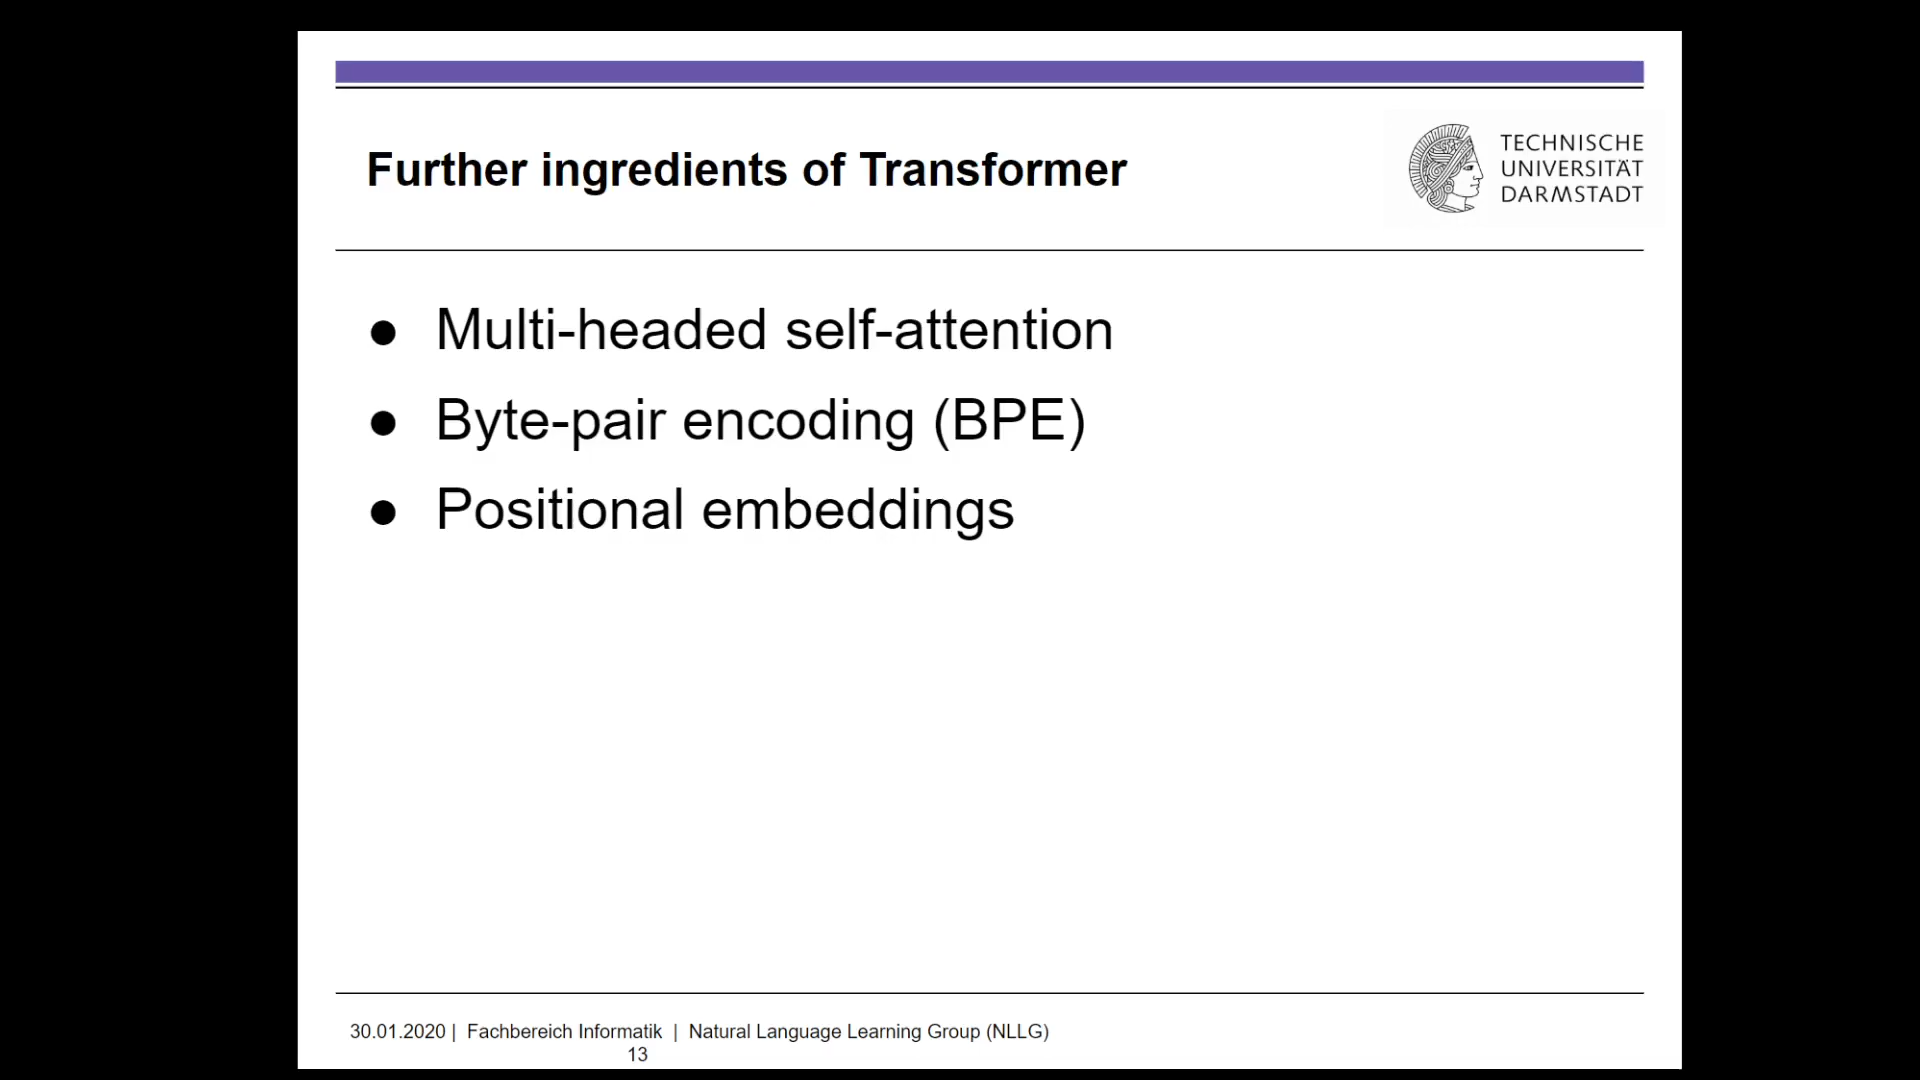 Further ingredients of Transformer
TECHNISCHE
UNIVERSITÄT
DARMSTADT
● Multi-headed self-attention
● Byte-pair encoding (BPE)
● Positional embeddings
30.01.2020 | Fachbereich Informatik | Natural Language Learning Group (NLLG)
13